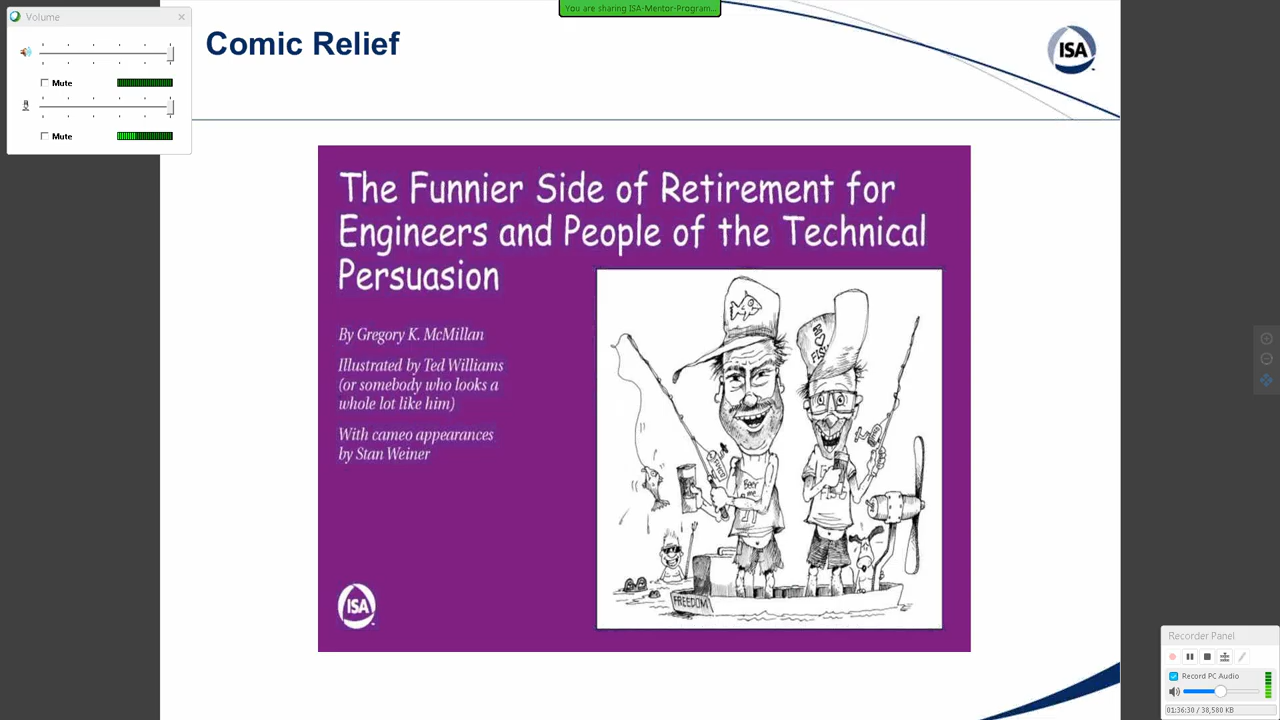 You are sharing ISA-Mentor-Program...
Volume
Mute
Mute
Comic Relief
ISA
The Funnier Side of Retirement for
Engineers and People of the Technical
Persuasion
By Gregory K. McMillan
Illustrated by Ted Williams
(or somebody who looks a
whole lot like him)
With cameo appearances
by Stan Weiner
I
FISH
Beer
me
FREEDOM
ISA
Recorder Panel
Record PC Audio
01:36:30 / 38,580 KB